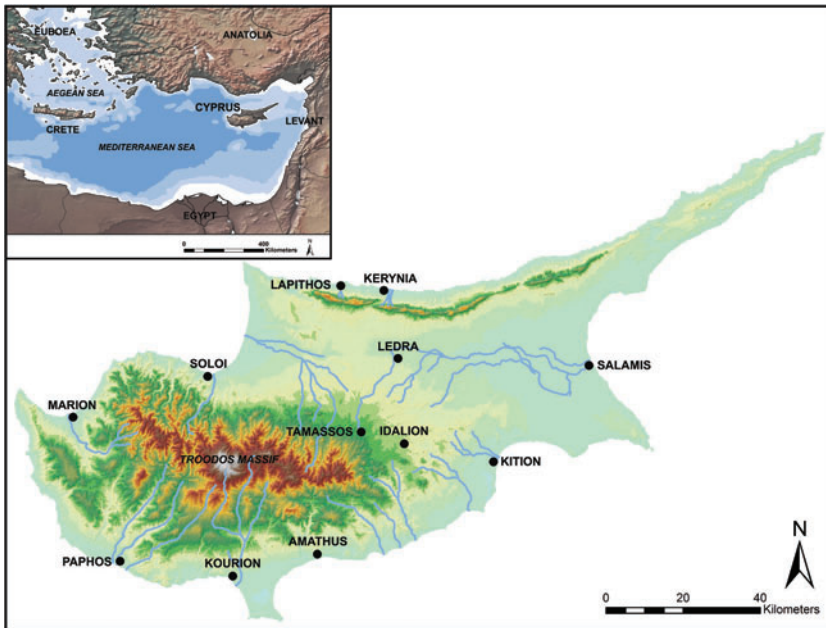 EUBOEA
ANATOLIA
AEGEAN SEA
CYPRUS
LEVANT
CRETE
MEDITERRANEAN SEA
EGYPT
0 400
Kilometers
N
LAPITHOS
KERYNIA
LEDRA
SOLOI
SALAMIS
MARION
TAMASSOS
IDALION
TROODOS MASSIF
KITION
AMATHUS
PAPHOS
KOURION
N
0 10 20 40
Kilometers